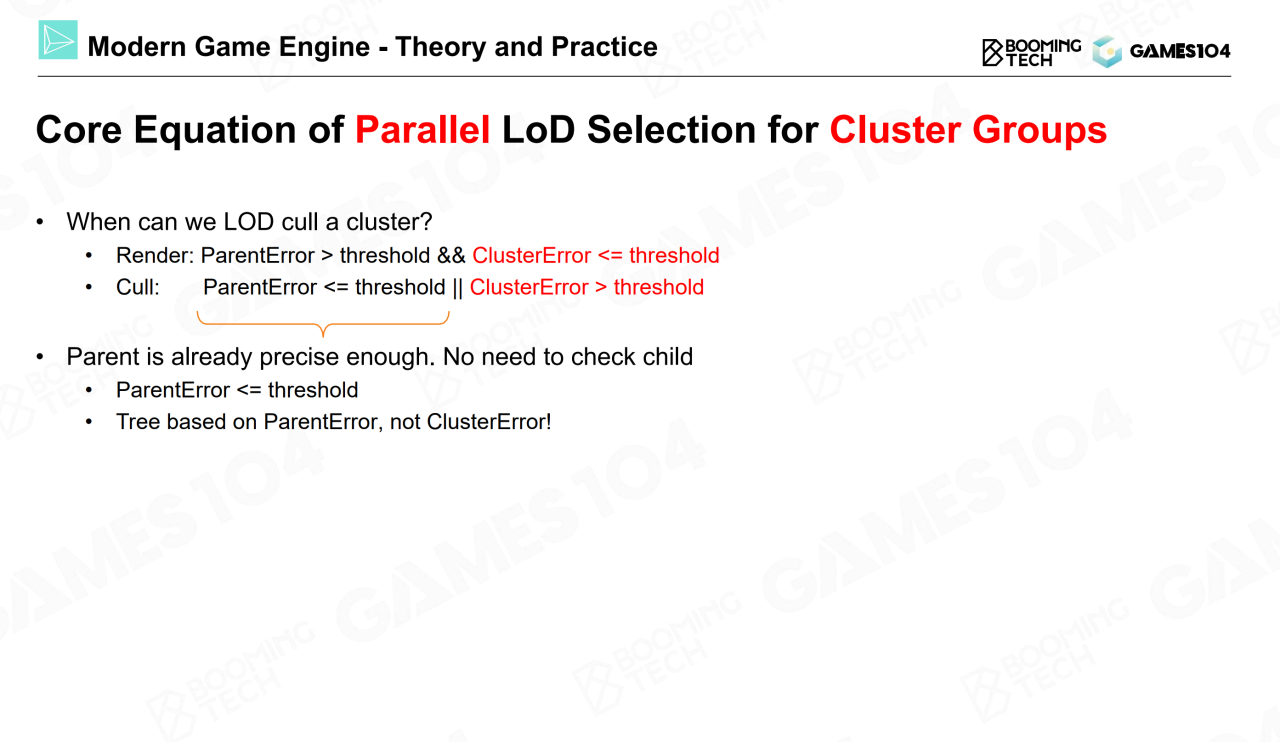 Modern Game Engine - Theory and Practice
BOOMING
TECH
GAMES104
Core Equation of Parallel LoD Selection for Cluster Groups
• When can we LOD cull a cluster?
• Render: ParentError > threshold && ClusterError <= threshold
• Cull: ParentError <= threshold || ClusterError > threshold
• Parent is already precise enough. No need to check child
• ParentError <= threshold
• Tree based on ParentError, not ClusterError!